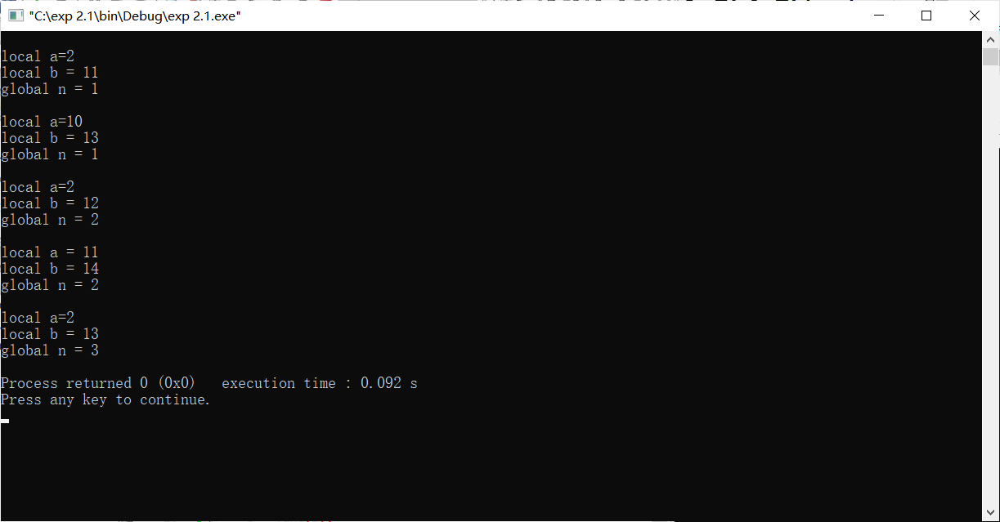 "C:\exp 2.1\bin\Debug\exp 2.1.exe"
local a=2
local b = 11
global n = 1
local a=10
local b = 13
global n = 1
local a=2
local b = 12
global n = 2
local a = 11
local b = 14
global n = 2
local a=2
local b = 13
global n = 3
Process returned 0 (0x0)   execution time : 0.092 s
Press any key to continue.